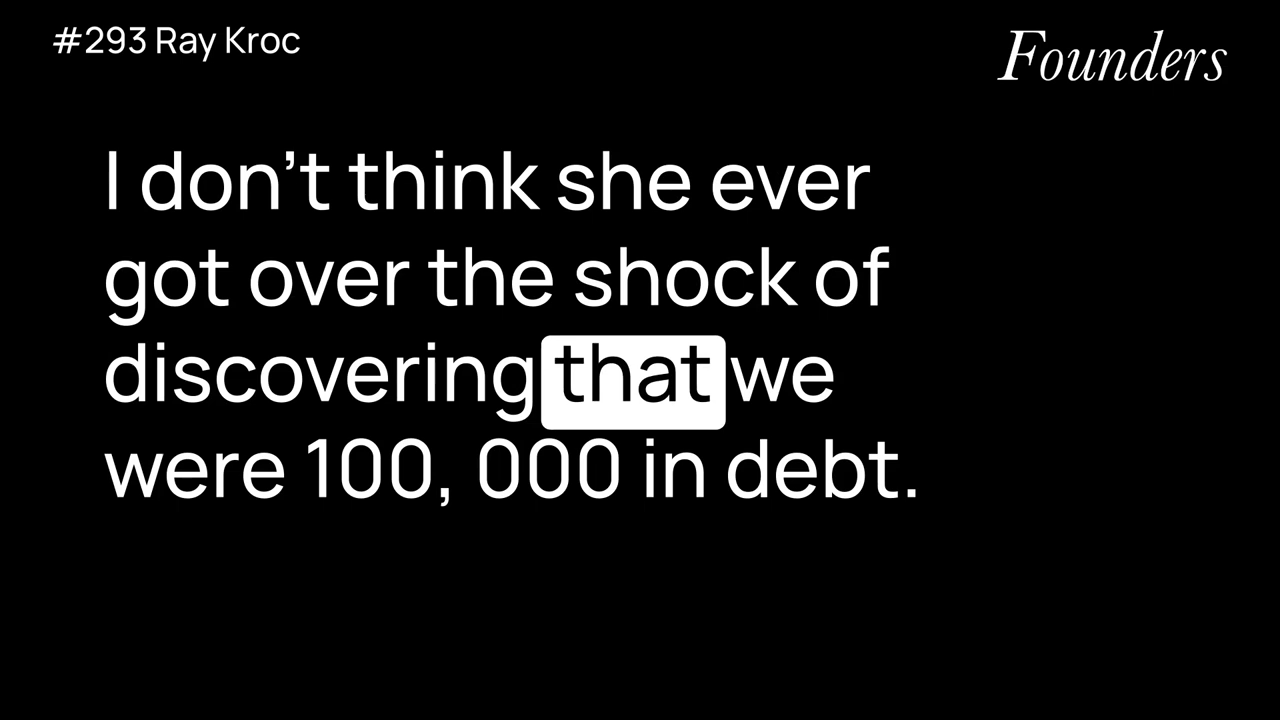 #293 Ray Kroc
Founders
I don’t think she ever
got over the shock of
discovering that we
were 100, 000 in debt.